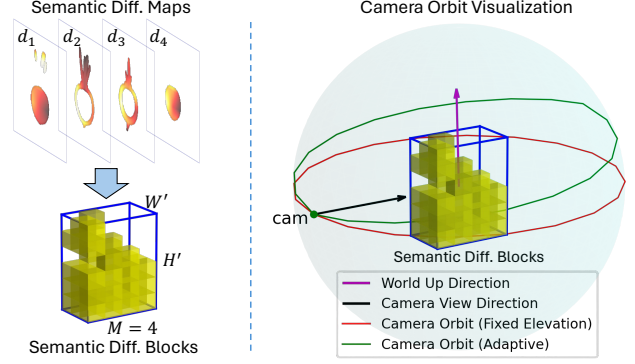 Semantic Diff. Maps
d₁ d₂ d₃ d₄
W′
H′
M = 4
Semantic Diff. Blocks
Camera Orbit Visualization
cam
Semantic Diff. Blocks
World Up Direction
Camera View Direction
Camera Orbit (Fixed Elevation)
Camera Orbit (Adaptive)